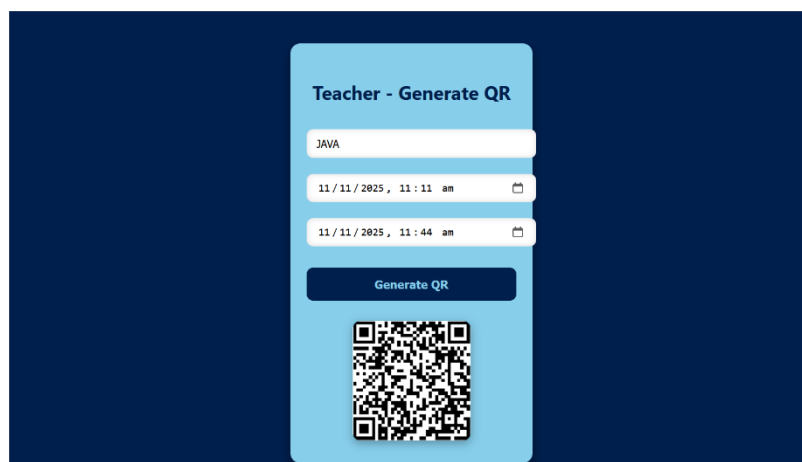 Teacher - Generate QR
JAVA
11/11/2025, 11:11 am
11/11/2025, 11:44 am
Generate QR